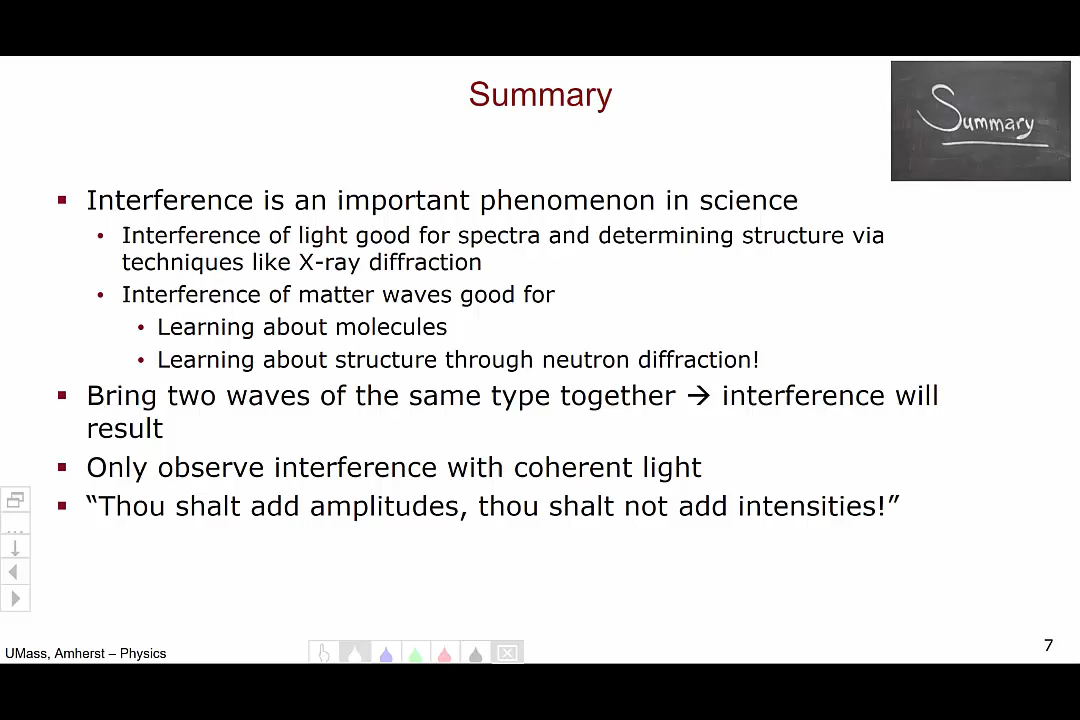 Summary
Summary
Interference is an important phenomenon in science
Interference of light good for spectra and determining structure via
techniques like X-ray diffraction
Interference of matter waves good for
Learning about molecules
Learning about structure through neutron diffraction!
Bring two waves of the same type together → interference will
result
Only observe interference with coherent light
“Thou shalt add amplitudes, thou shalt not add intensities!”
UMass, Amherst – Physics
7